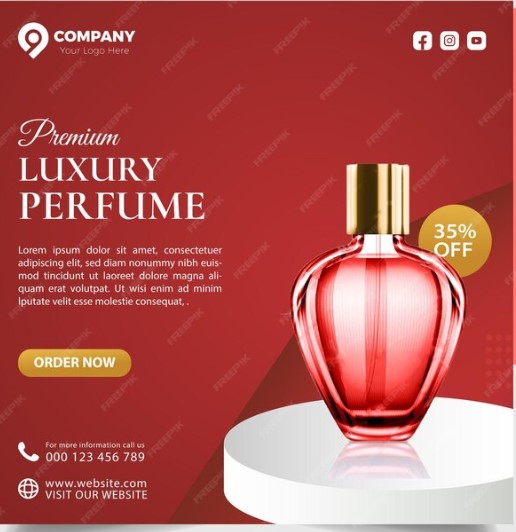 COMPANY
Your Logo Here
Premium
LUXURY
PERFUME
35%
OFF
Lorem ipsum dolor sit amet, consectetuer
adipiscing elit, sed diam nonummy nibh euis-
mod tincidunt ut laoreet dolore magna ali-
quam erat volutpat. Ut wisi enim ad minim
Iputate velit esse molestie consequat, .
ORDER NOW
For more information call us
000 123 456 789
www.website.com
VISIT OUR WEBSITE
FREEPIK